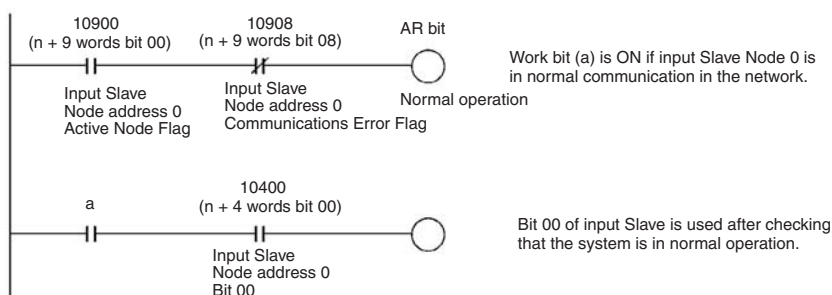 10900
(n + 9 words bit 00)
10908
(n + 9 words bit 08)
AR bit
Input Slave
Node address 0
Active Node Flag
Input Slave
Node address 0
Communications Error Flag
Normal operation
Work bit (a) is ON if input Slave Node 0 is
in normal communication in the network.
a
10400
(n + 4 words bit 00)
Input Slave
Node address 0
Bit 00
Bit 00 of input Slave is used after checking
that the system is in normal operation.